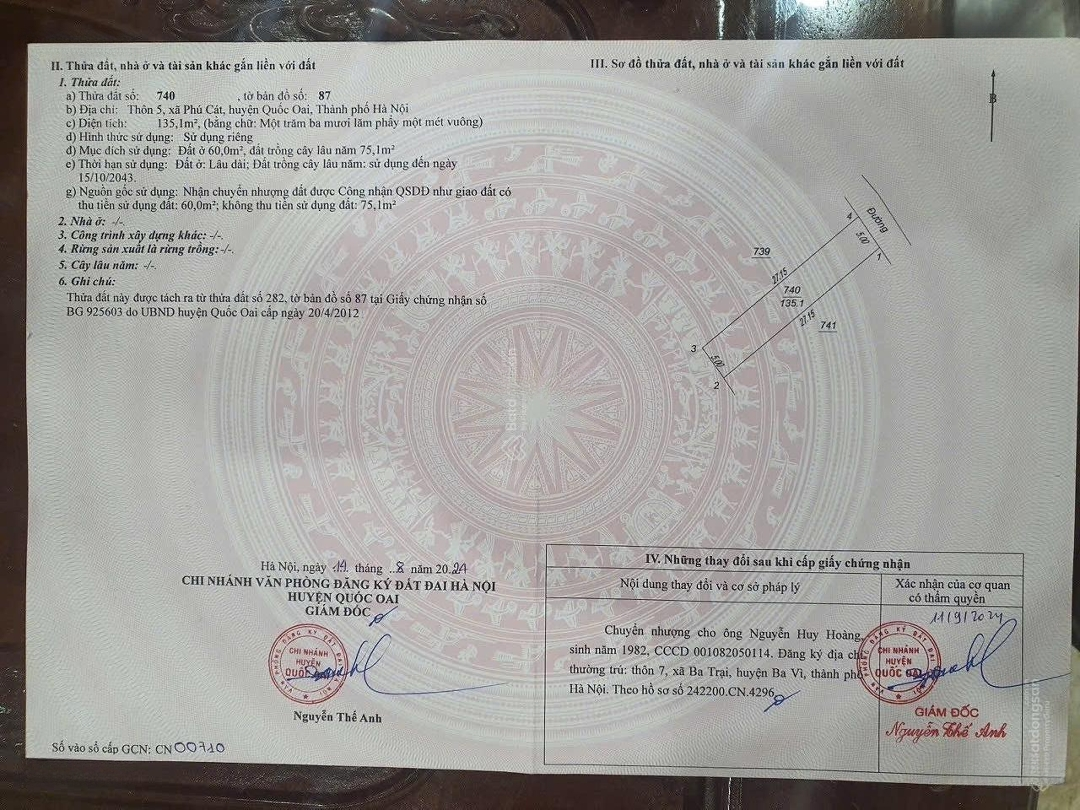 II. Thửa đất, nhà ở và tài sản khác gắn liền với đất
1. Thửa đất:
a) Thửa đất số: 740 , tờ bản đồ số: 87
b) Địa chỉ: Thôn 5, xã Phú Cát, huyện Quốc Oai, Thành phố Hà Nội
c) Diện tích: 135,1m², (bằng chữ: Một trăm ba mươi lăm phẩy một mét vuông)
d) Hình thức sử dụng: Sử dụng riêng
đ) Mục đích sử dụng: Đất ở 60,0m², đất trồng cây lâu năm 75,1m²
e) Thời hạn sử dụng: Đất ở: Lâu dài; Đất trồng cây lâu năm: sử dụng đến ngày
15/10/2043.
g) Nguồn gốc sử dụng: Nhận chuyển nhượng đất được Công nhận QSDĐ như giao đất có
thu tiền sử dụng đất: 60,0m²; không thu tiền sử dụng đất: 75,1m²
2. Nhà ở: -/-.
3. Công trình xây dựng khác: -/-.
4. Rừng sản xuất là rừng trồng: -/-.
5. Cây lâu năm: -/-.
6. Ghi chú:
Thửa đất này được tách ra từ thửa đất số 282, tờ bản đồ số 87 tại Giấy chứng nhận số
BG 925603 do UBND huyện Quốc Oai cấp ngày 20/4/2012
Hà Nội, ngày 19 tháng 8 năm 2024
CHI NHÁNH VĂN PHÒNG ĐĂNG KÝ ĐẤT ĐAI HÀ NỘI
HUYỆN QUỐC OAI
GIÁM ĐỐC
CHI NHÁNH
HUYỆN
QUỐC OAI
Nguyễn Thế Anh
Số vào sổ cấp GCN: CN 00710
III. Sơ đồ thửa đất, nhà ở và tài sản khác gắn liền với đất
B
Đường
4
5.00
1
739
27.15
740
135.1
27.15
741
3
5.00
2
IV. Những thay đổi sau khi cấp giấy chứng nhận
Nội dung thay đổi và cơ sở pháp lý
Xác nhận của cơ quan
có thẩm quyền
11/9/2024
Chuyển nhượng cho ông Nguyễn Huy Hoàng,
sinh năm 1982, CCCD 001082050114. Đăng ký địa chỉ
thường trú: thôn 7, xã Ba Trại, huyện Ba Vì, thành phố
Hà Nội. Theo hồ sơ số 242200.CN.4296
CHI NHÁNH
HUYỆN
QUỐC OAI
GIÁM ĐỐC
Nguyễn Thế Anh
Batdongsan